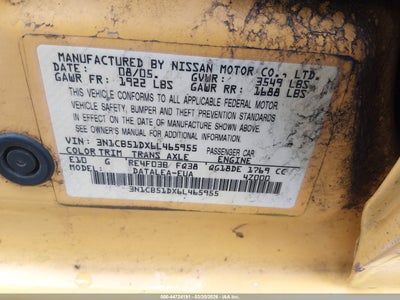 MANUFACTURED BY NISSAN MOTOR CO., LTD.
DATE: 08/05. GVWR: 3549 LBS
GAWR FR: 1922 LBS GAWR RR: 1688 LBS
THIS VEHICLE CONFORMS TO ALL APPLICABLE FEDERAL MOTOR
VEHICLE SAFETY, BUMPER, AND THEFT PREVENTION STANDARDS
IN EFFECT ON THE DATE OF MANUFACTURE SHOWN ABOVE.
SEE OWNER'S MANUAL FOR ADDITIONAL INFORMATION.
VIN: 3N1CB51DX6L465955 PASSENGER CAR
COLOR TRIM TRANS AXLE ENGINE
E10 G RE4F03B FQ38 QG18DE 1769 CC
MODEL: DATALEA-EUA 47000
3N1CB51DX6L465955